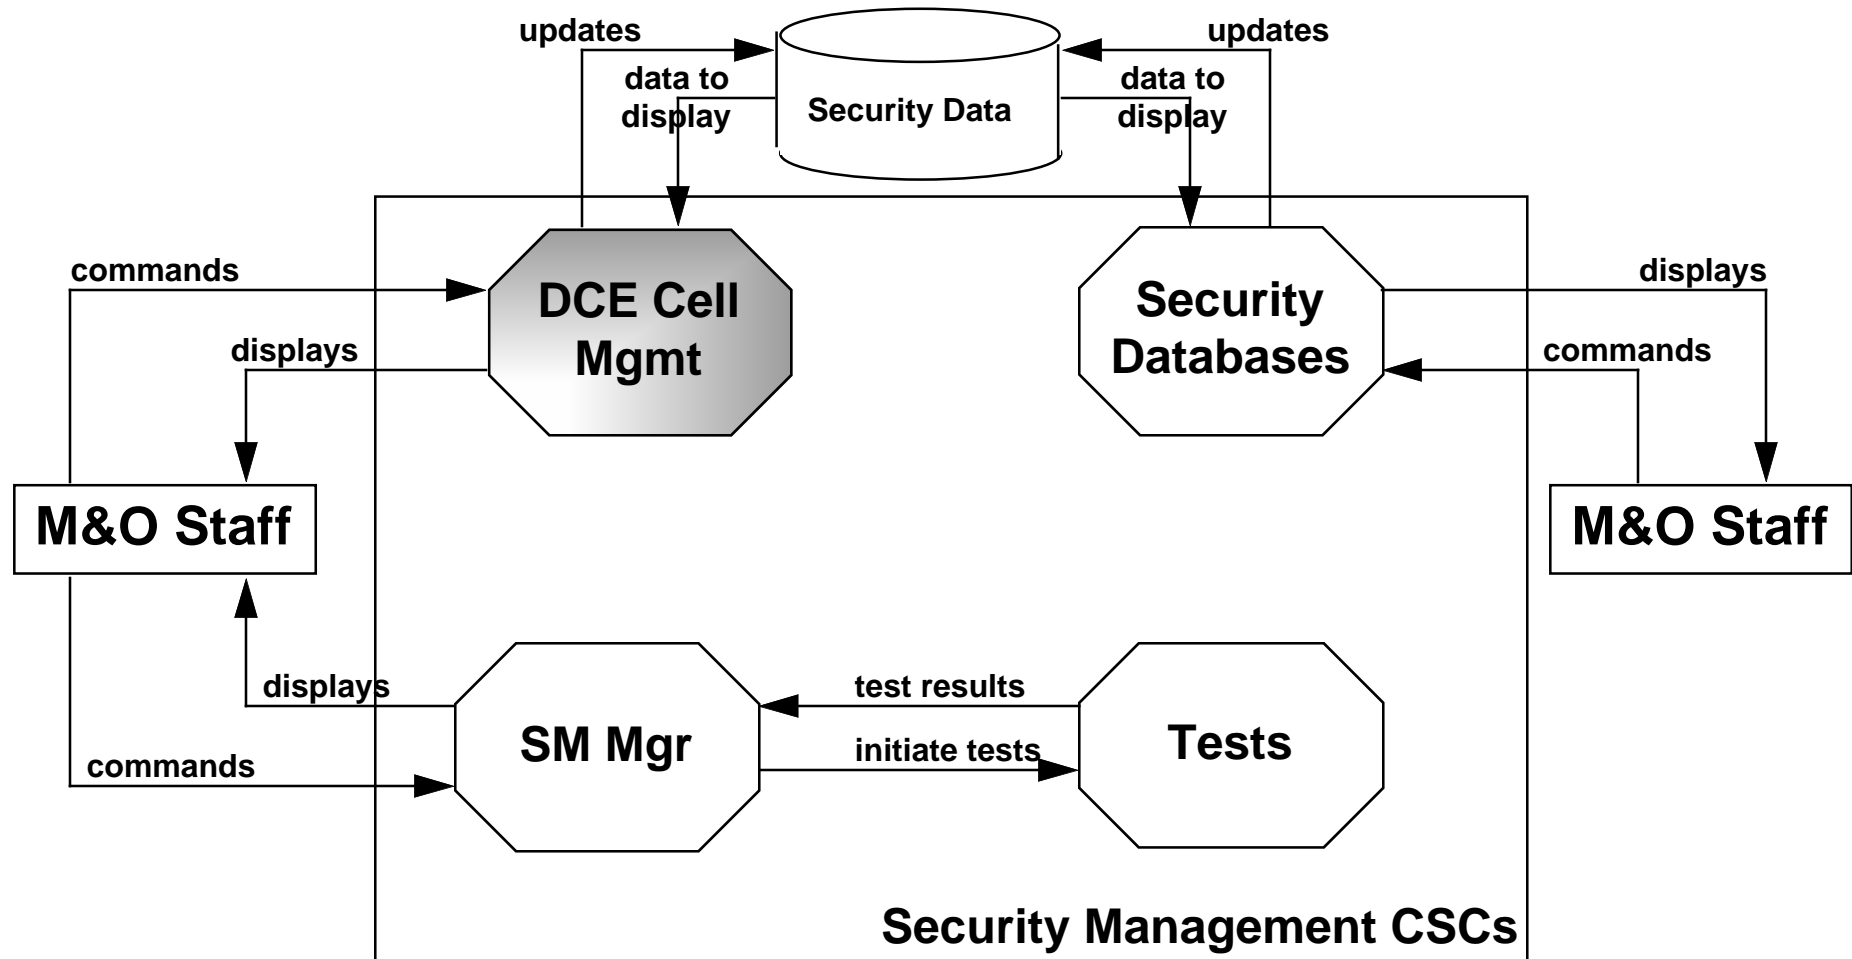 updates
updates
data to
display
Security Data
data to
display
commands
DCE Cell
Mgmt
Security
Databases
displays
displays
commands
M&O Staff
M&O Staff
displays
test results
SM Mgr
initiate tests
Tests
commands
Security Management CSCs